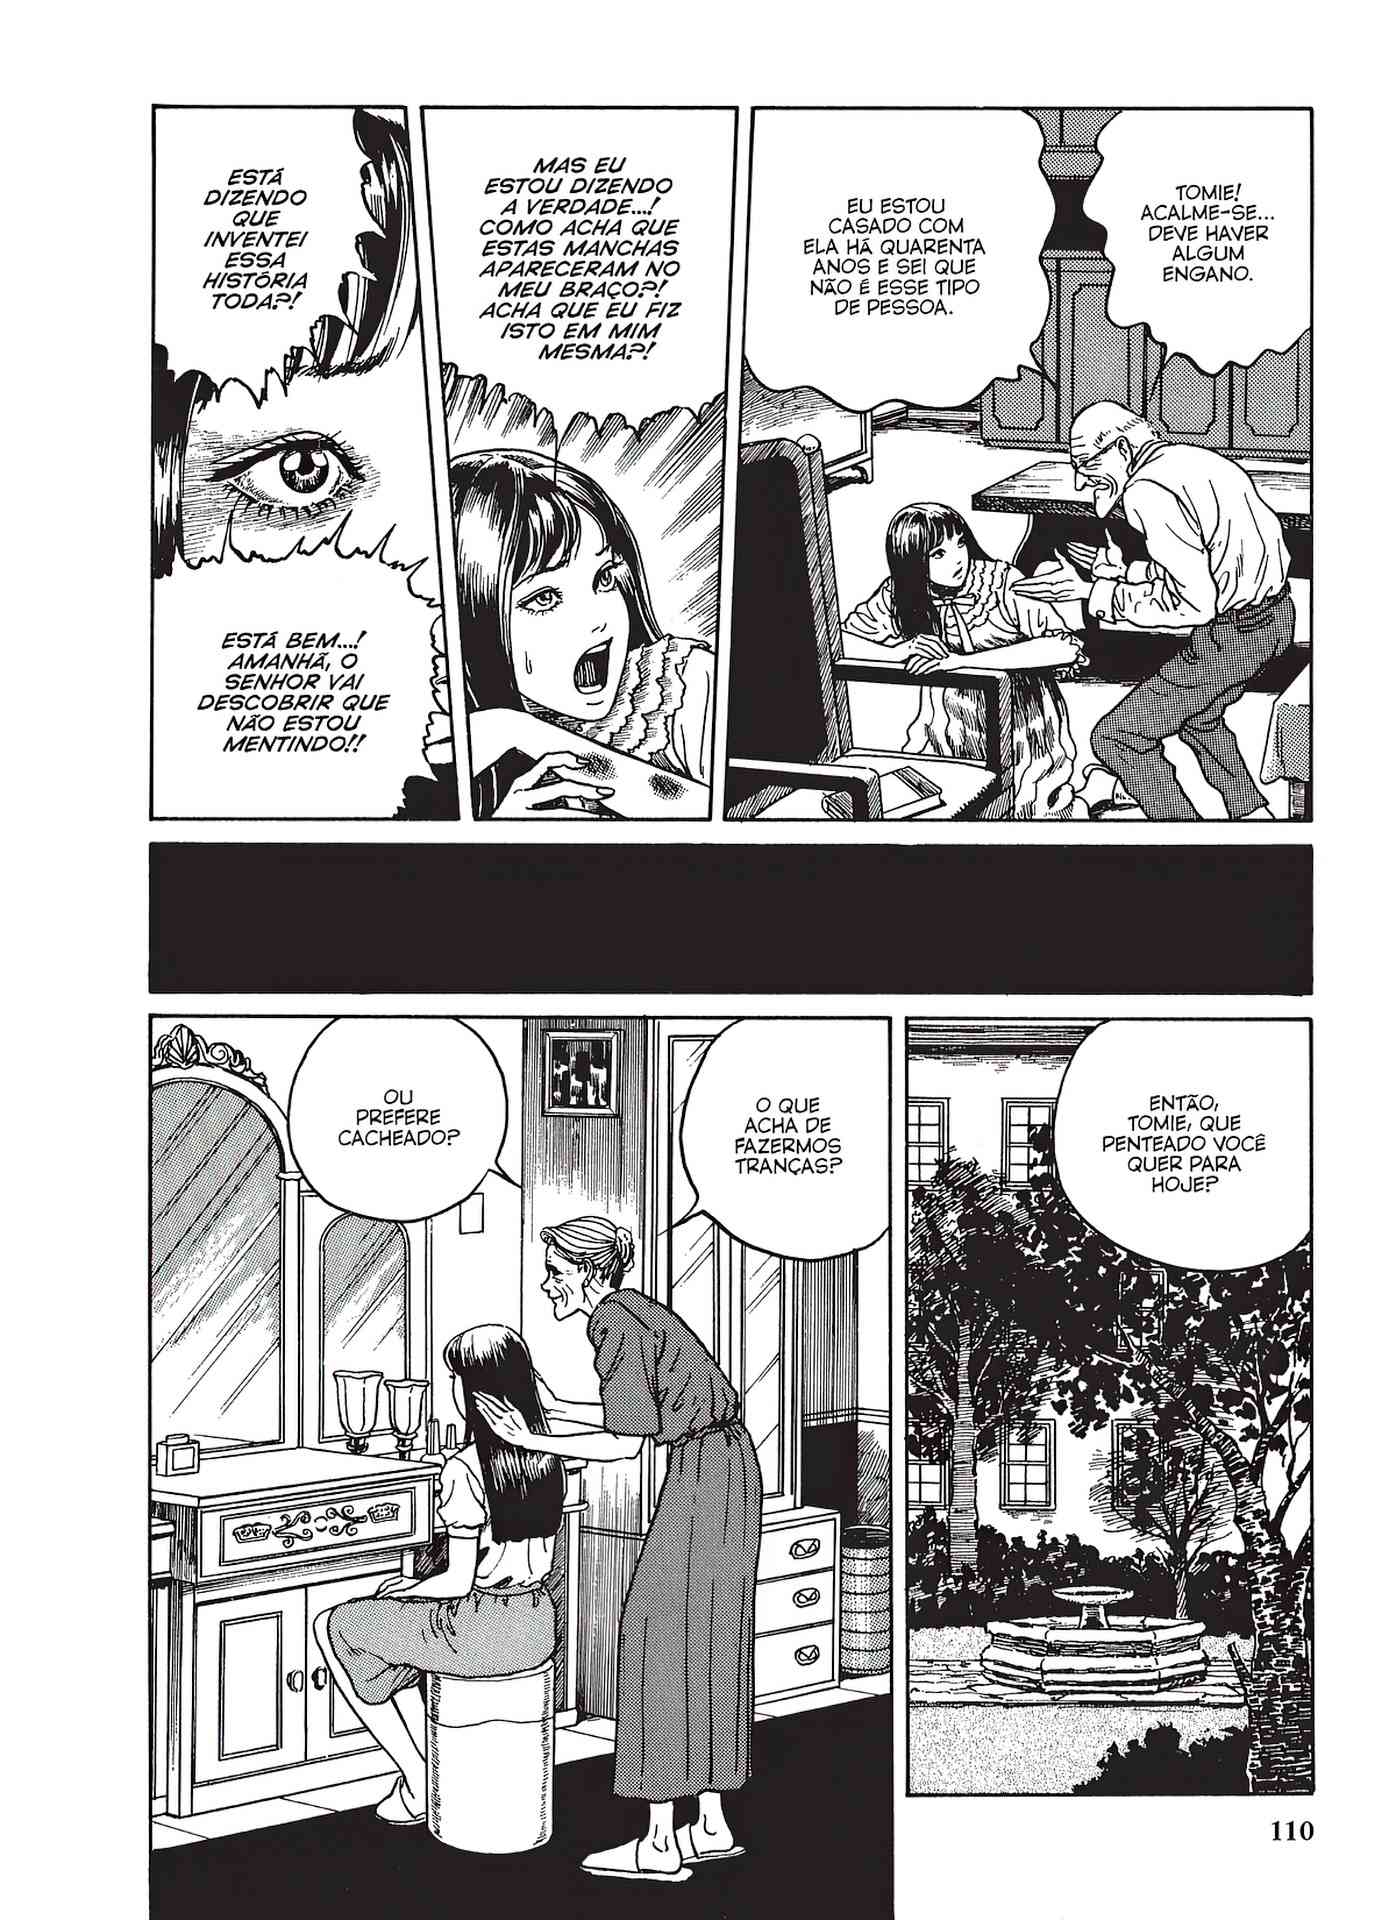 TOMIE!
ACALME-SE...
DEVE HAVER
ALGUM
ENGANO.
EU ESTOU
CASADO COM
ELA HÁ QUARENTA
ANOS E SEI QUE
NÃO É ESSE TIPO
DE PESSOA.
MAS EU
ESTOU DIZENDO
A VERDADE...!
COMO ACHA QUE
ESTAS MANCHAS
APARECERAM NO
MEU BRAÇO?!
ACHA QUE EU FIZ
ISTO EM MIM
MESMA?!
ESTÁ
DIZENDO
QUE
INVENTEI
ESSA
HISTÓRIA
TODA?!
ESTÁ BEM...!
AMANHÃ, O
SENHOR VAI
DESCOBRIR QUE
NÃO ESTOU
MENTINDO!!
ENTÃO,
TOMIE, QUE
PENTEADO VOCÊ
QUER PARA
HOJE?
O QUE
ACHA DE
FAZERMOS
TRANÇAS?
OU
PREFERE
CACHEADO?
110